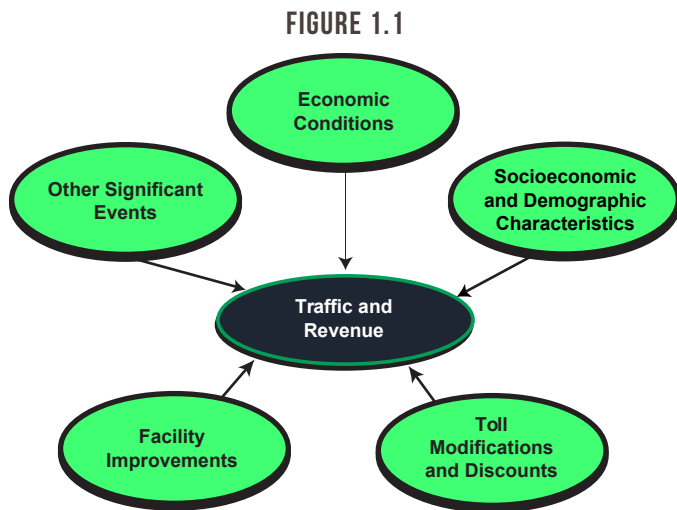 FIGURE 1.1
Economic
Conditions
Other Significant
Events
Socioeconomic
and Demographic
Characteristics
Traffic and
Revenue
Facility
Improvements
Toll
Modifications
and Discounts